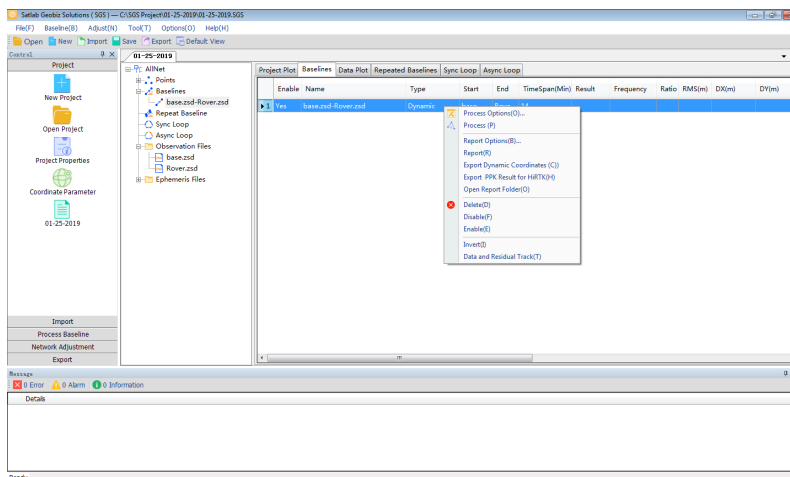 Satlab Geobiz Solutions ( SGS ) — C:\SGS Project\01-25-2019\01-25-2019.SGS
File(F) Baseline(B) Adjust(N) Tool(T) Options(O) Help(H)
Open New Import Save Export Default View
Control
Project
New Project
Open Project
Project Properties
Coordinate Parameter
01-25-2019
Import
Process Baseline
Network Adjustment
Export
01-25-2019
AllNet
Points
Baselines
base.zsd-Rover.zsd
Repeat Baseline
Sync Loop
Async Loop
Observation Files
base.zsd
Rover.zsd
Ephemeris Files
Project Plot Baselines Data Plot Repeated Baselines Sync Loop Async Loop
Enable Name Type Start End TimeSpan(Min) Result Frequency Ratio RMS(m) DX(m) DY(m)
1 Yes base.zsd-Rover.zsd Dynamic
Process Options(O)...
Process (P)
Report Options(B)...
Report(R)
Export Dynamic Coordinates (C))
Export PPK Result for HiRTK(H)
Open Report Folder(O)
Delete(D)
Disable(F)
Enable(E)
Invert(I)
Data and Residual Track(T)
Message
0 Error 0 Alarm 0 Information
Details